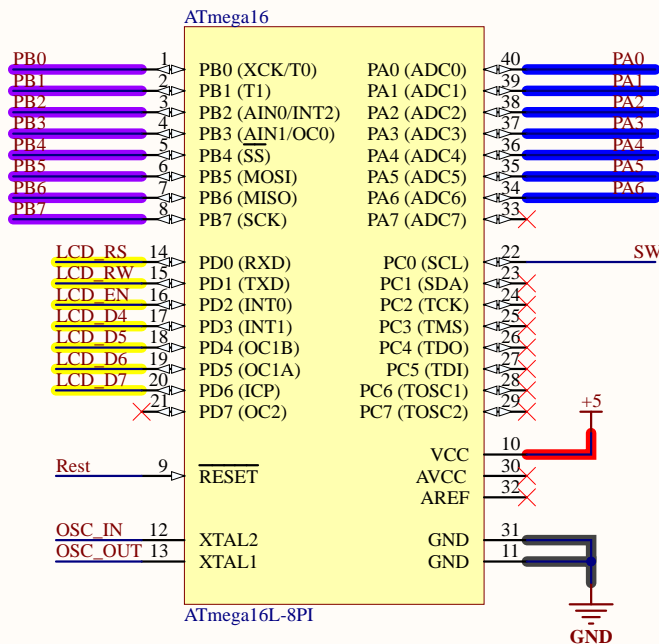 ATmega16
PB0 1 PB0 (XCK/T0) PA0 (ADC0) 40 PA0
PB1 2 PB1 (T1) PA1 (ADC1) 39 PA1
PB2 3 PB2 (AIN0/INT2) PA2 (ADC2) 38 PA2
PB3 4 PB3 (AIN1/OC0) PA3 (ADC3) 37 PA3
PB4 5 PB4 (SS) PA4 (ADC4) 36 PA4
PB5 6 PB5 (MOSI) PA5 (ADC5) 35 PA5
PB6 7 PB6 (MISO) PA6 (ADC6) 34 PA6
PB7 8 PB7 (SCK) PA7 (ADC7) 33
LCD_RS 14 PD0 (RXD) PC0 (SCL) 22 SW
LCD_RW 15 PD1 (TXD) PC1 (SDA) 23
LCD_EN 16 PD2 (INT0) PC2 (TCK) 24
LCD_D4 17 PD3 (INT1) PC3 (TMS) 25
LCD_D5 18 PD4 (OC1B) PC4 (TDO) 26
LCD_D6 19 PD5 (OC1A) PC5 (TDI) 27
LCD_D7 20 PD6 (ICP) PC6 (TOSC1) 28
21 PD7 (OC2) PC7 (TOSC2) 29
+5
VCC 10
Rest 9 RESET AVCC 30
AREF 32
OSC_IN 12 XTAL2 GND 31
OSC_OUT 13 XTAL1 GND 11
ATmega16L-8PI
GND